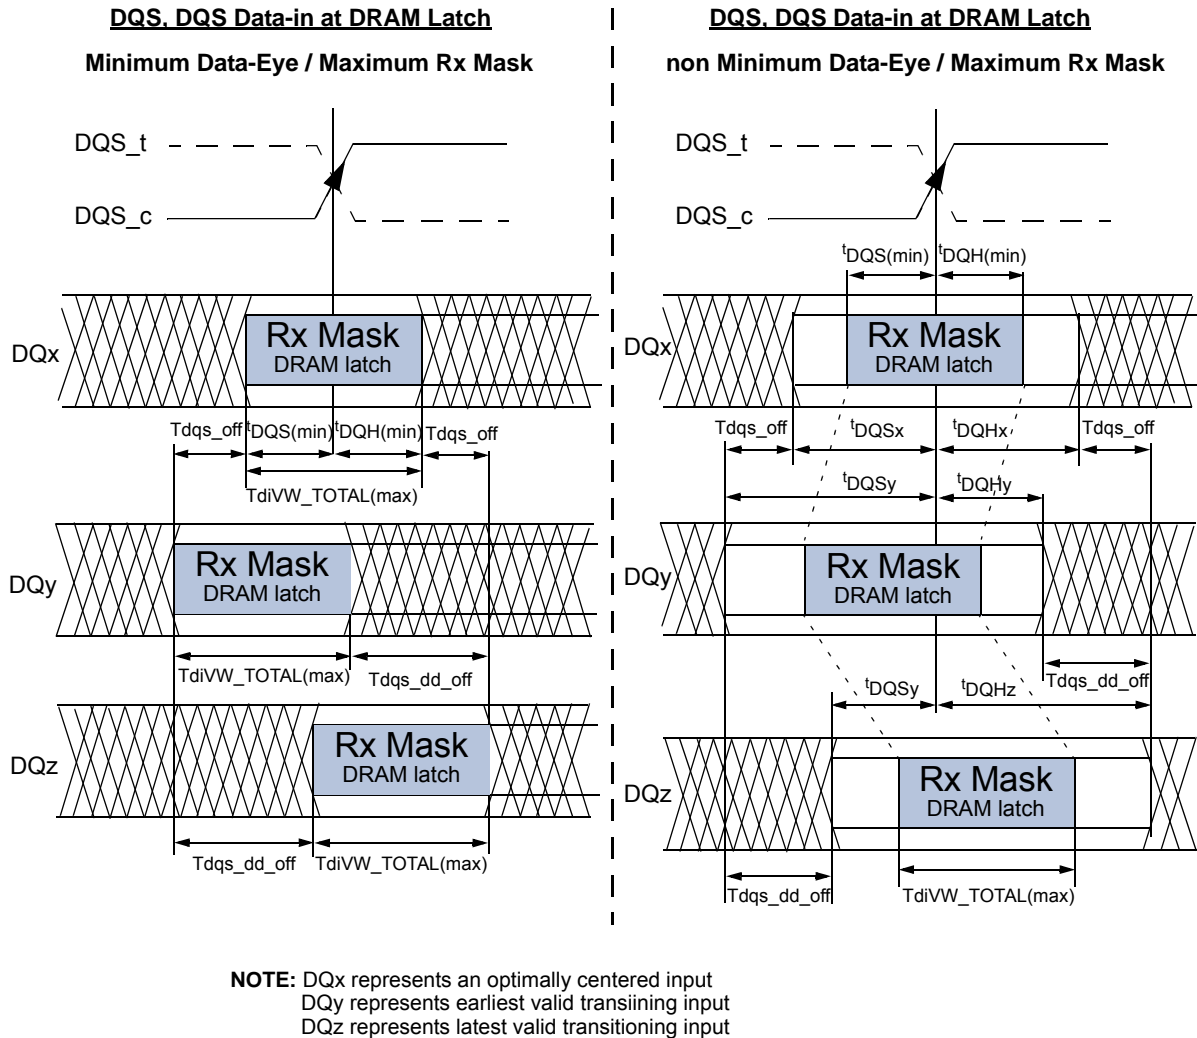 DQS, DQS Data-in at DRAM Latch
Minimum Data-Eye / Maximum Rx Mask
DQS_t
DQS_c
DQx
Rx Mask
DRAM latch
Tdqs_off
tDQS(min)
tDQH(min)
Tdqs_off
TdiVW_TOTAL(max)
DQy
Rx Mask
DRAM latch
TdiVW_TOTAL(max)
Tdqs_dd_off
DQz
Rx Mask
DRAM latch
Tdqs_dd_off
TdiVW_TOTAL(max)
DQS, DQS Data-in at DRAM Latch
non Minimum Data-Eye / Maximum Rx Mask
DQS_t
DQS_c
tDQS(min)
tDQH(min)
DQx
Rx Mask
DRAM latch
Tdqs_off
tDQSx
tDQHx
Tdqs_off
tDQSy
tDQHy
DQy
Rx Mask
DRAM latch
Tdqs_dd_off
tDQSy
tDQHz
DQz
Rx Mask
DRAM latch
Tdqs_dd_off
TdiVW_TOTAL(max)
NOTE: DQx represents an optimally centered input
DQy represents earliest valid transiining input
DQz represents latest valid transitioning input